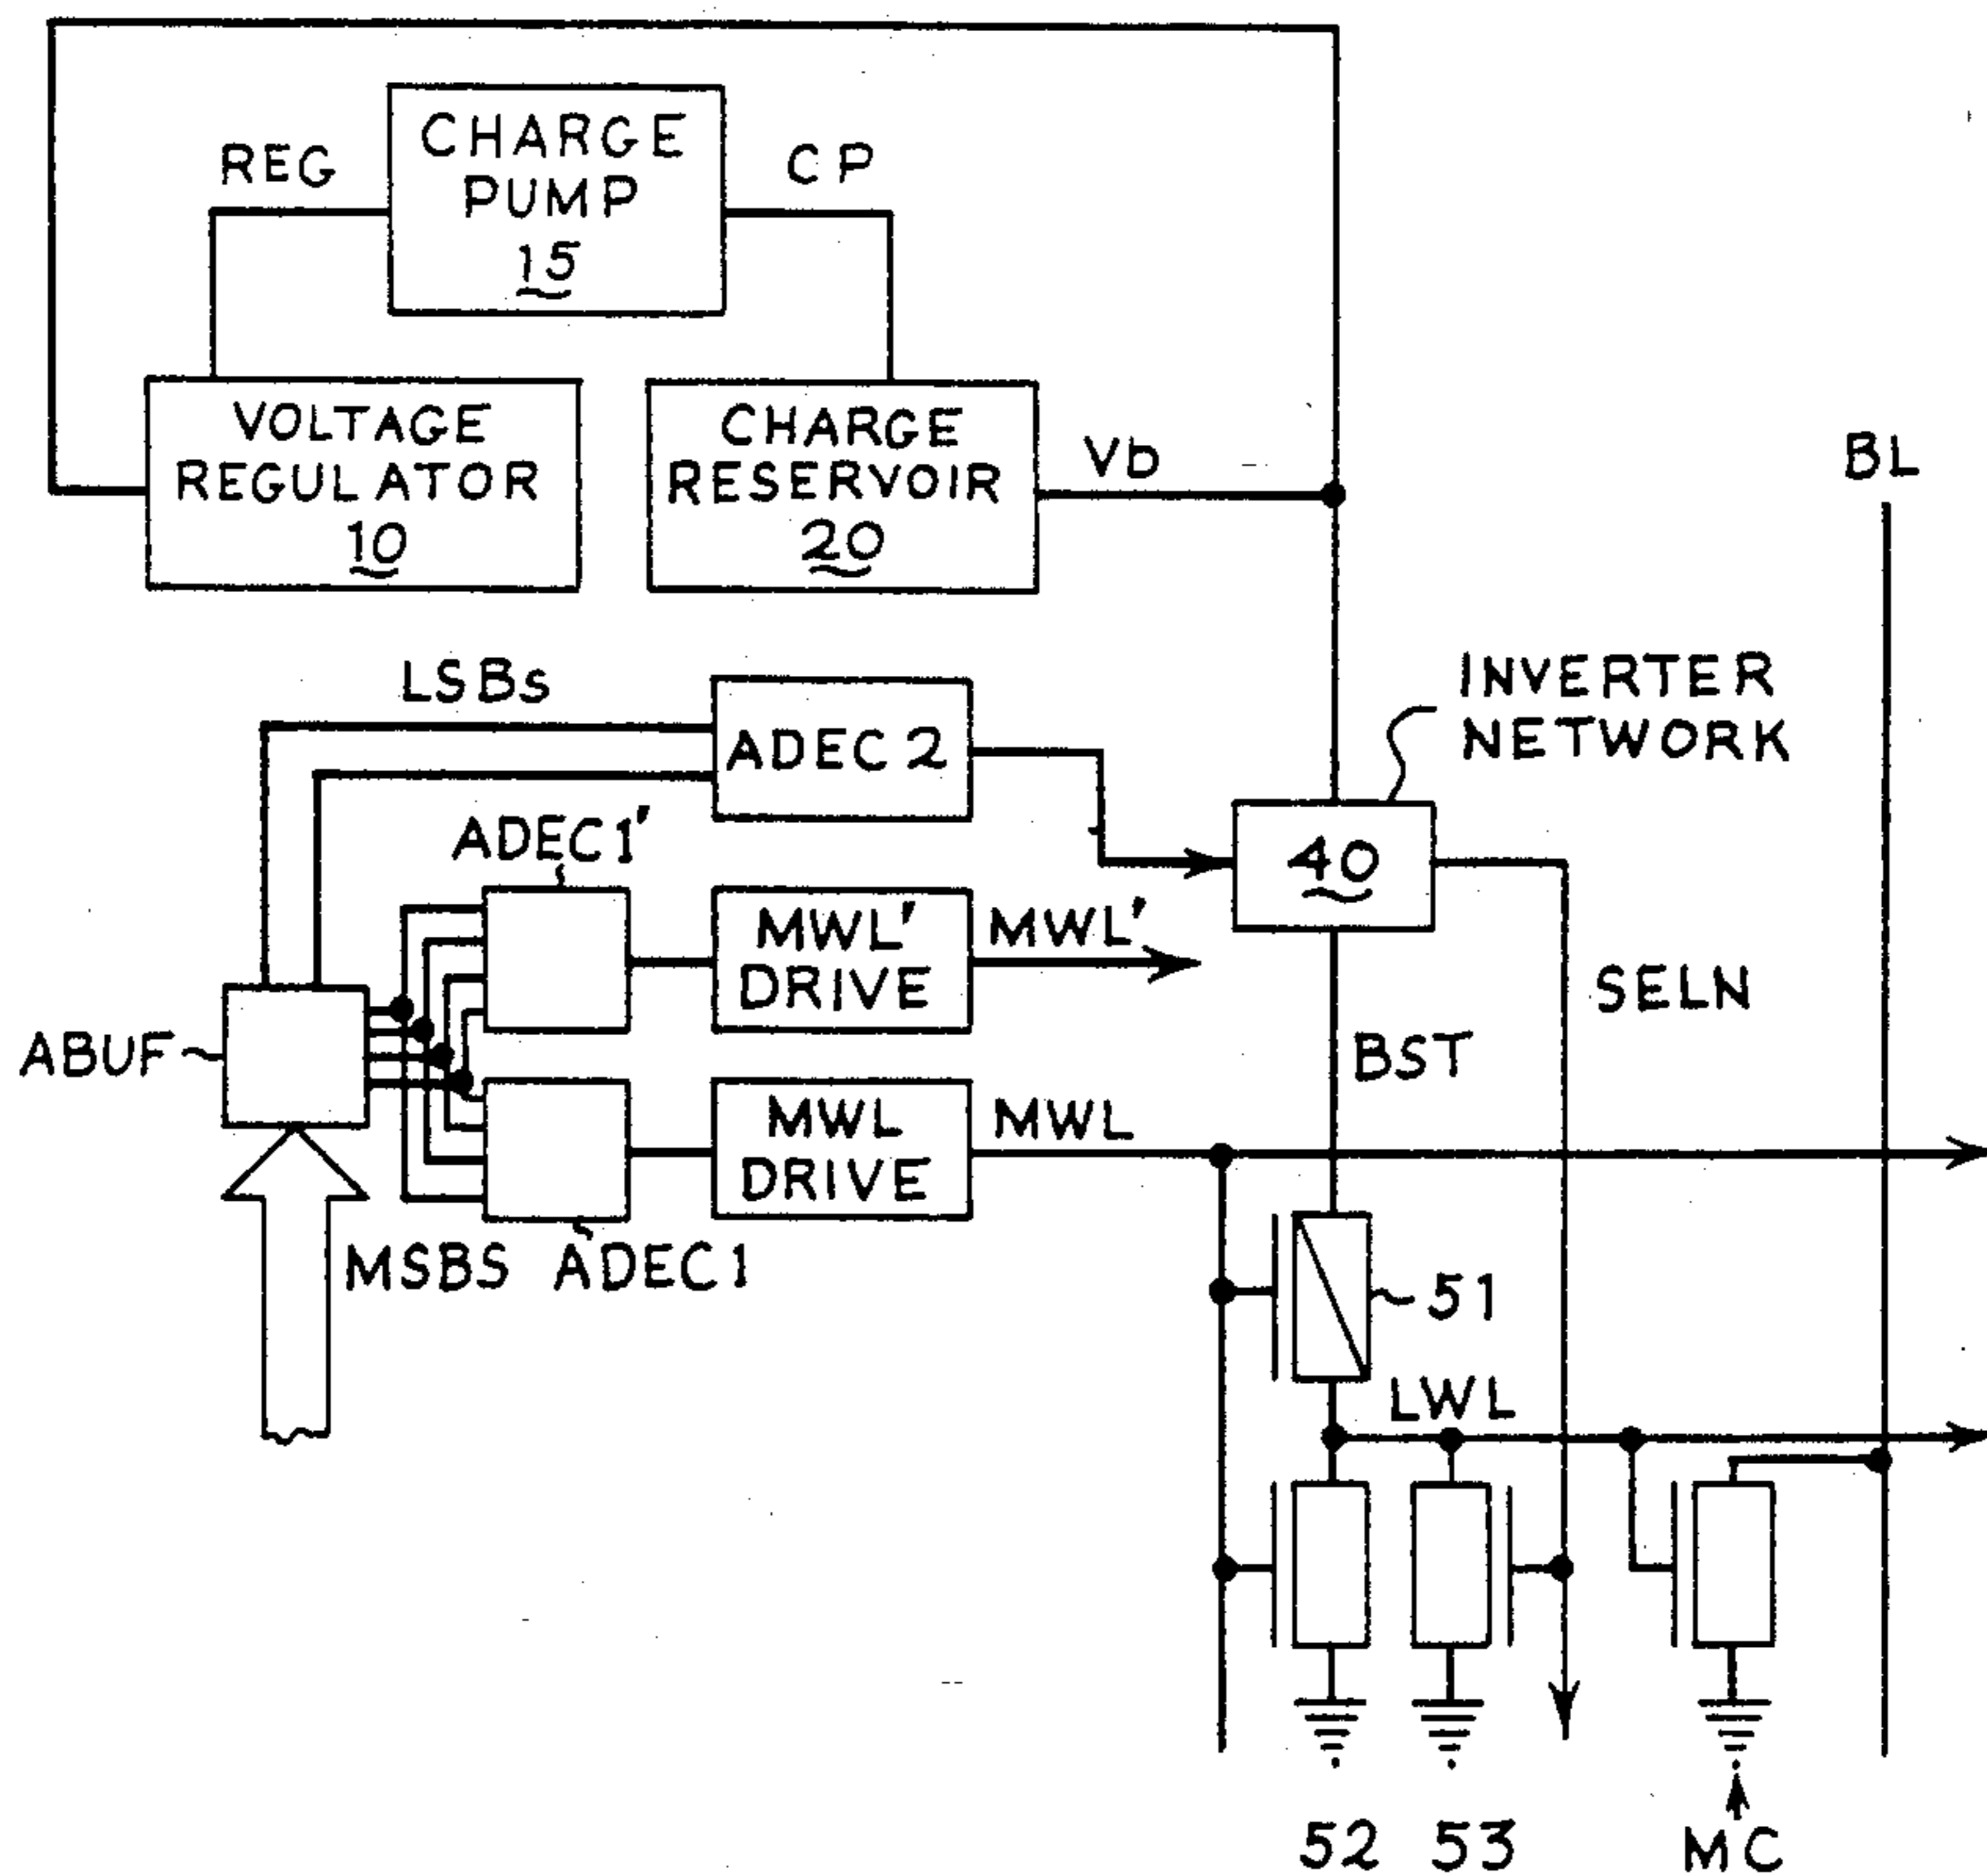 REG
CHARGE
PUMP
15
CP
VOLTAGE
REGULATOR
10
CHARGE
RESERVOIR
20
Vb
BL
LSBs
ADEC 2
INVERTER
NETWORK
ADEC1'
40
MWL'
DRIVE
MWL'
SELN
ABUF
BST
MWL
DRIVE
MWL
MSBS ADEC1
51
LWL
52 53 MC